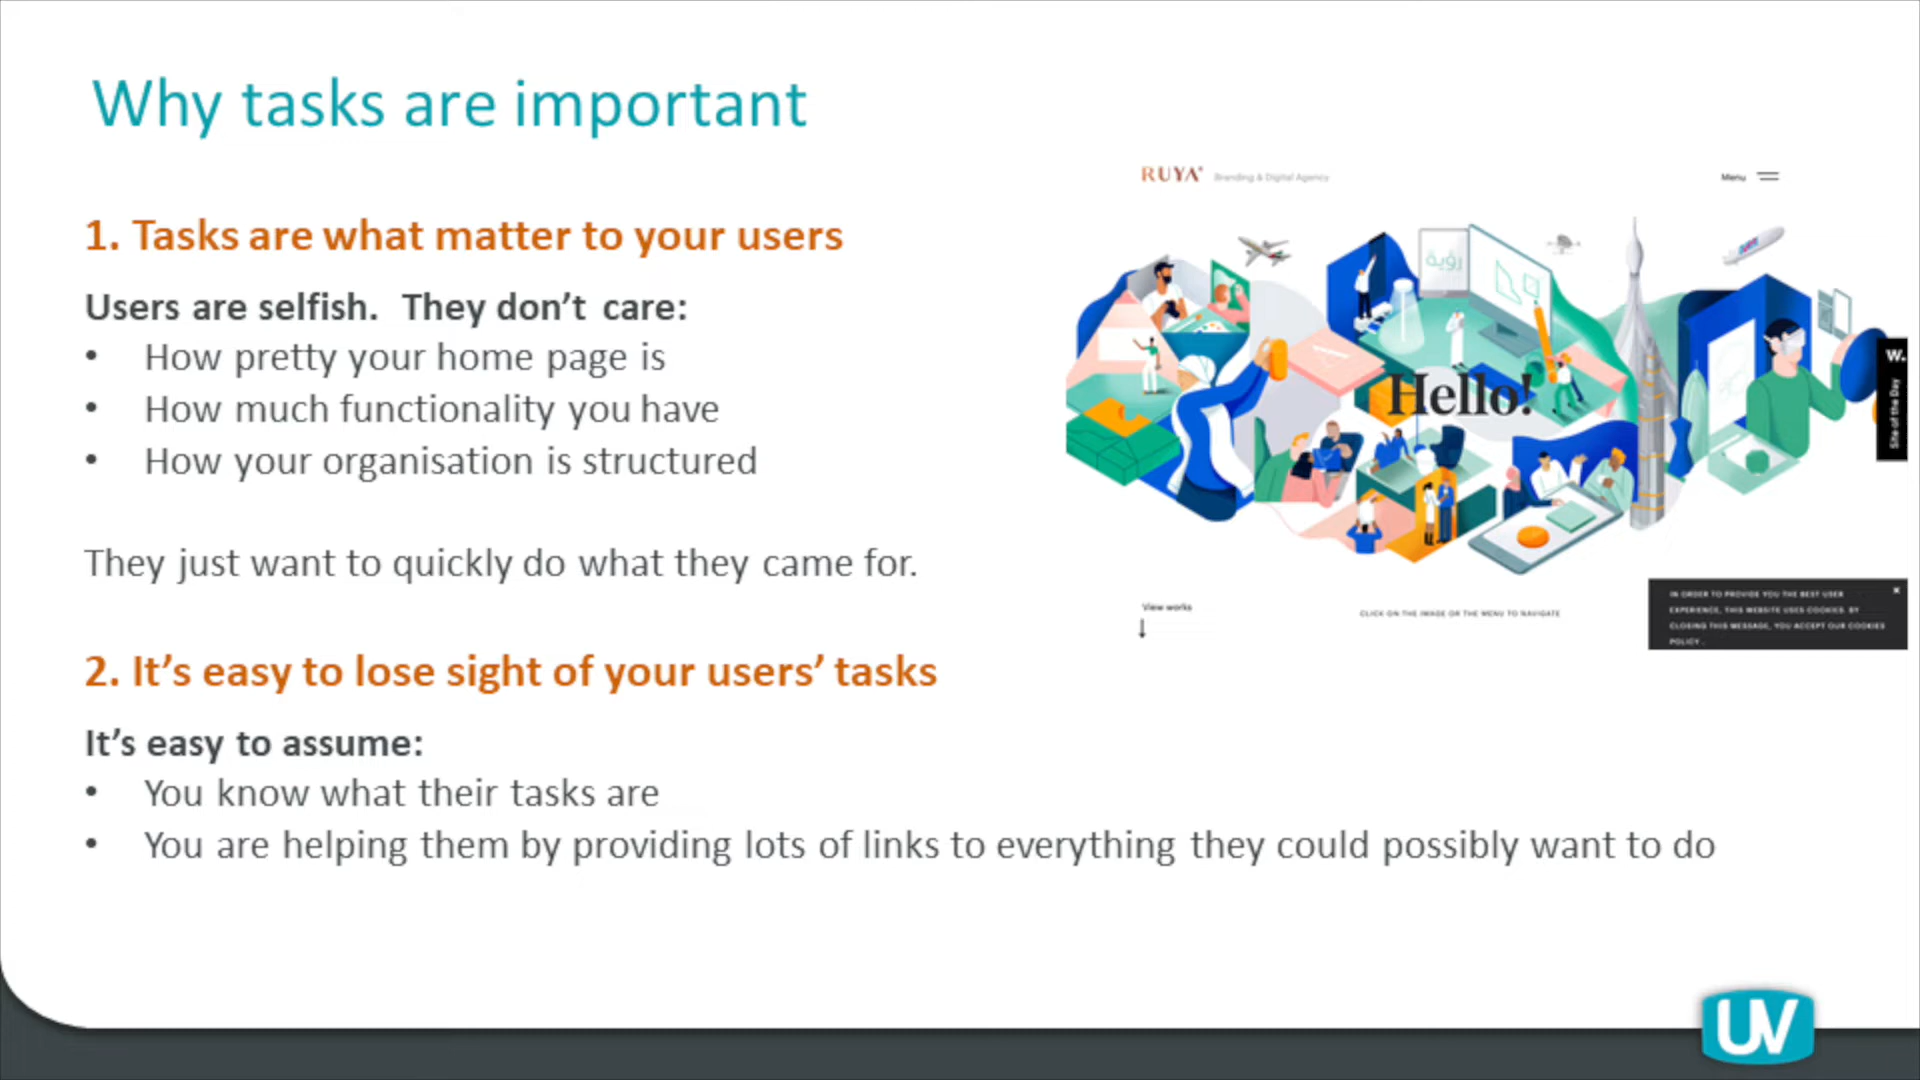 Why tasks are important
1. Tasks are what matter to your users
Users are selfish. They don't care:
• How pretty your home page is
• How much functionality you have
• How your organisation is structured
They just want to quickly do what they came for.
2. It's easy to lose sight of your users' tasks
It's easy to assume:
• You know what their tasks are
• You are helping them by providing lots of links to everything they could possibly want to do
RUYA Branding & Digital Agency
Menu
رؤية
Hello!
W.
Site of the Day
View works
CLICK ON THE IMAGE OR THE MENU TO NAVIGATE
IN ORDER TO PROVIDE YOU THE BEST USER
EXPERIENCE, THIS WEBSITE USES COOKIES. BY
CLOSING THIS MESSAGE, YOU ACCEPT OUR COOKIES
POLICY.
UV